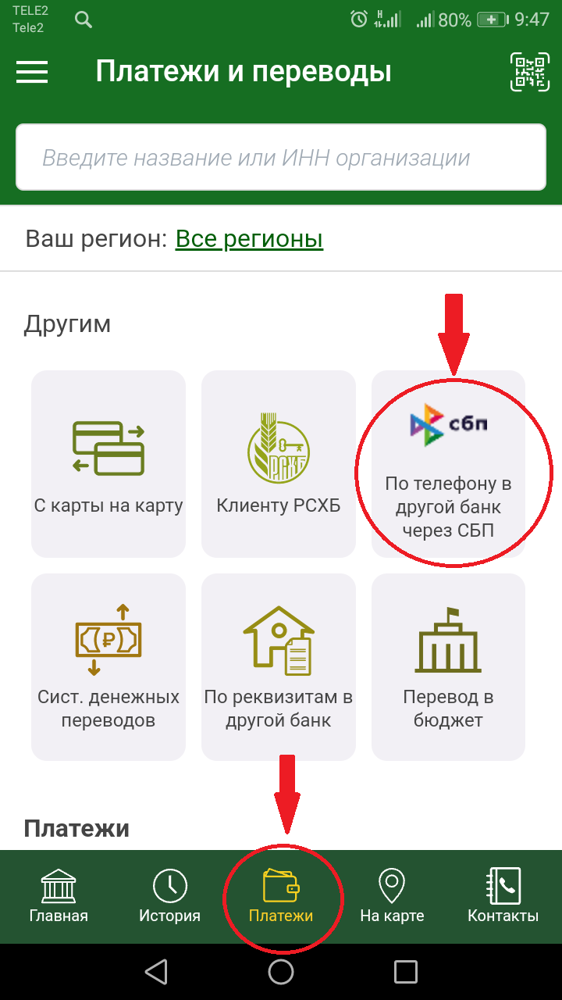 TELE2
Tele2
H
80%
9:47
Платежи и переводы
Введите название или ИНН организации
Ваш регион: Все регионы
Другим
сбп
РСХБ
С карты на карту
Клиенту РСХБ
По телефону в
другой банк
через СБП
₽
Сист. денежных
переводов
По реквизитам в
другой банк
Перевод в
бюджет
Платежи
Главная
История
Платежи
На карте
Контакты